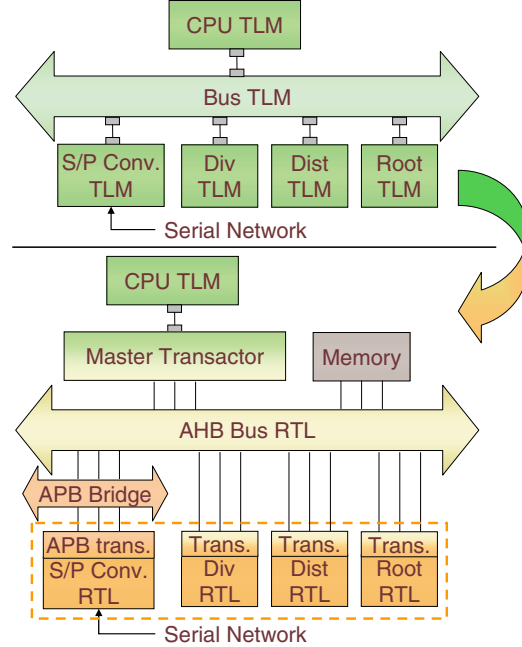 CPU TLM
Bus TLM
S/P Conv.
TLM
Div
TLM
Dist
TLM
Root
TLM
Serial Network
CPU TLM
Master Transactor
Memory
AHB Bus RTL
APB Bridge
APB trans.
S/P Conv.
RTL
Trans.
Div
RTL
Trans.
Dist
RTL
Trans.
Root
RTL
Serial Network